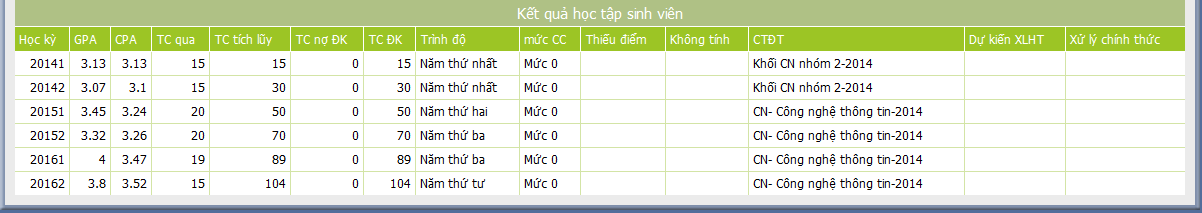 Kết quả học tập sinh viên
Học kỳ GPA CPA TC qua TC tích lũy TC nợ ĐK TC ĐK Trình độ mức CC Thiếu điểm Không tính CTĐT Dự kiến XLHT Xử lý chính thức
20141 3.13 3.13 15 15 0 15 Năm thứ nhất Mức 0 Khối CN nhóm 2-2014
20142 3.07 3.1 15 30 0 30 Năm thứ nhất Mức 0 Khối CN nhóm 2-2014
20151 3.45 3.24 20 50 0 50 Năm thứ hai Mức 0 CN- Công nghệ thông tin-2014
20152 3.32 3.26 20 70 0 70 Năm thứ ba Mức 0 CN- Công nghệ thông tin-2014
20161 4 3.47 19 89 0 89 Năm thứ ba Mức 0 CN- Công nghệ thông tin-2014
20162 3.8 3.52 15 104 0 104 Năm thứ tư Mức 0 CN- Công nghệ thông tin-2014